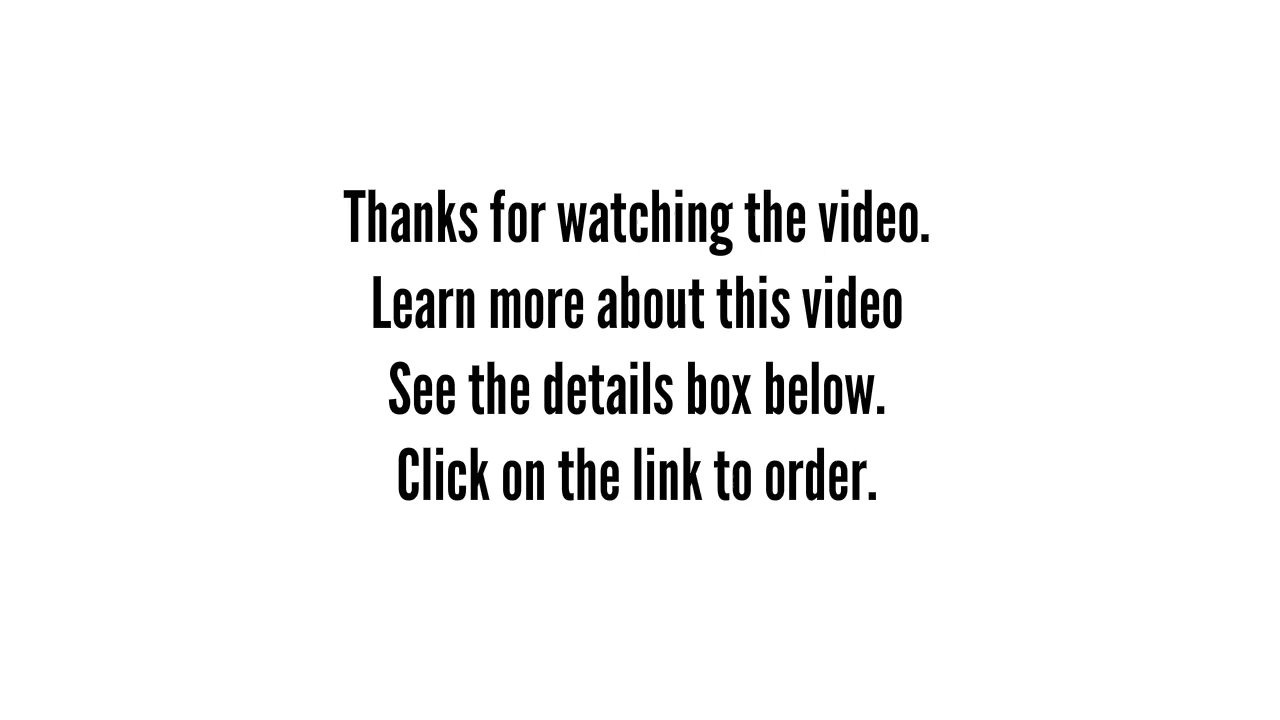 Thanks for watching the video.
Learn more about this video
See the details box below.
Click on the link to order.